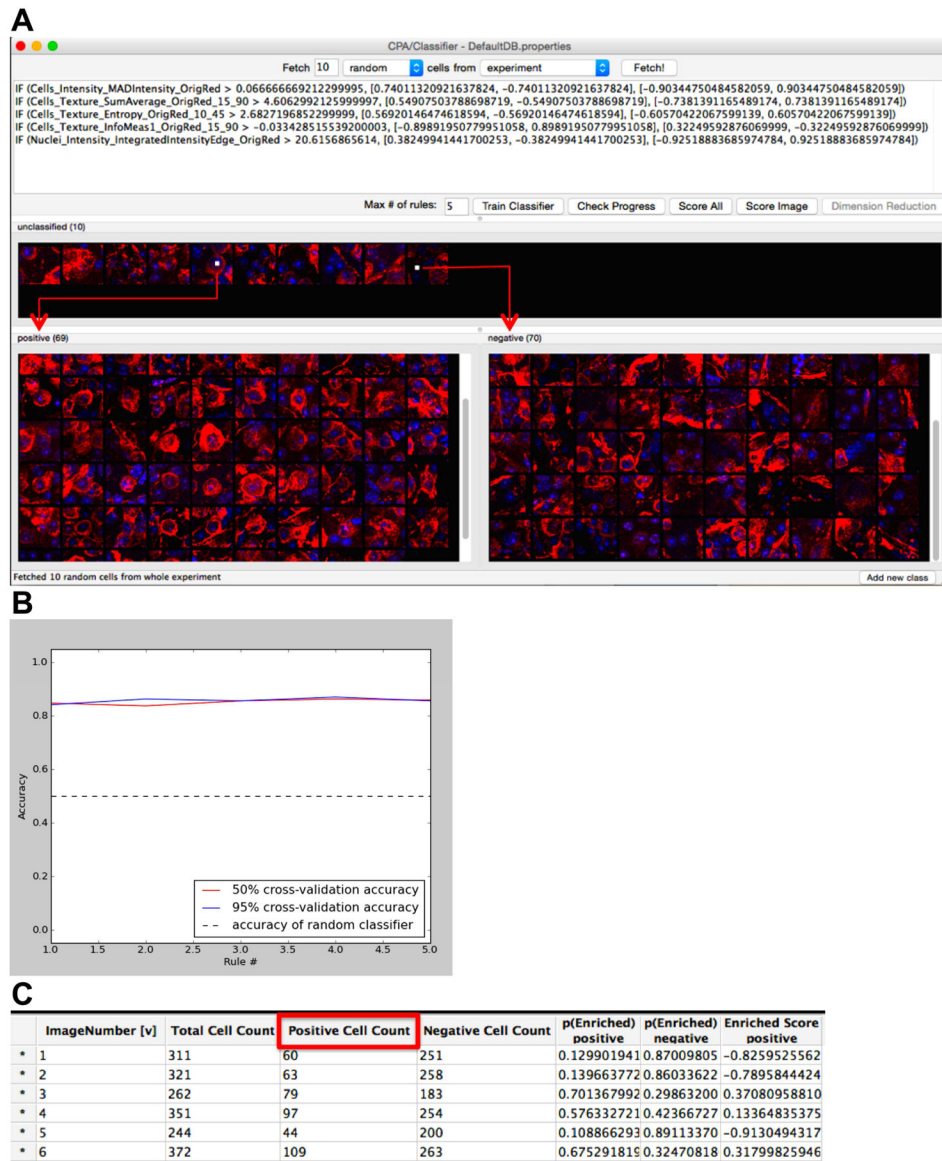 A
CPA/Classifier - DefaultDB.properties
Fetch 10 random cells from experiment Fetch!
IF (Cells_Intensity_MADIntensity_OrigRed > 0.066666669212299995, [0.74011320921637824, -0.74011320921637824], [-0.90344750484582059, 0.90344750484582059])
IF (Cells_Texture_SumAverage_OrigRed_15_90 > 4.6062992125999997, [0.54907503788698719, -0.54907503788698719], [-0.7381391165489174, 0.7381391165489174])
IF (Cells_Texture_Entropy_OrigRed_10_45 > 2.6827196852299999, [0.56920146474618594, -0.56920146474618594], [-0.60570422067599139, 0.60570422067599139])
IF (Cells_Texture_InfoMeas1_OrigRed_15_90 > -0.033428515539200003, [-0.89891950779951058, 0.89891950779951058], [0.32249592876069999, -0.32249592876069999])
IF (Nuclei_Intensity_IntegratedIntensityEdge_OrigRed > 20.6156865614, [0.38249941441700253, -0.38249941441700253], [-0.92518883685974784, 0.92518883685974784])
Max # of rules: 5 Train Classifier Check Progress Score All Score Image Dimension Reduction
unclassified (10)
positive (69) negative (70)
Fetched 10 random cells from whole experiment Add new class
B
1.0
0.8
0.6
0.4
0.2
0.0
Accuracy
50% cross-validation accuracy
95% cross-validation accuracy
accuracy of random classifier
1.0 1.5 2.0 2.5 3.0 3.5 4.0 4.5 5.0
Rule #
C
ImageNumber [v] Total Cell Count Positive Cell Count Negative Cell Count p(Enriched) positive p(Enriched) negative Enriched Score positive
* 1 311 60 251 0.129901941 0.87009805 -0.8259525562
* 2 321 63 258 0.139663772 0.86033622 -0.7895844424
* 3 262 79 183 0.701367992 0.29863200 0.37080958810
* 4 351 97 254 0.576332721 0.42366727 0.13364835375
* 5 244 44 200 0.108866293 0.89113370 -0.9130494317
* 6 372 109 263 0.675291819 0.32470818 0.31799825946